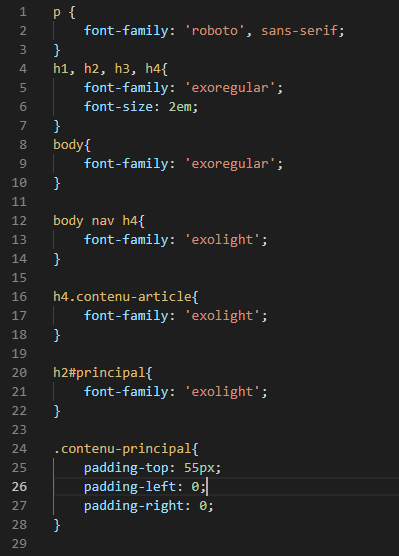 1 p {
2 font-family: 'roboto', sans-serif;
3 }
4 h1, h2, h3, h4{
5 font-family: 'exoregular';
6 font-size: 2em;
7 }
8 body{
9 font-family: 'exoregular';
10 }
11
12 body nav h4{
13 font-family: 'exolight';
14 }
15
16 h4.contenu-article{
17 font-family: 'exolight';
18 }
19
20 h2#principal{
21 font-family: 'exolight';
22 }
23
24 .contenu-principal{
25 padding-top: 55px;
26 padding-left: 0;
27 padding-right: 0;
28 }
29